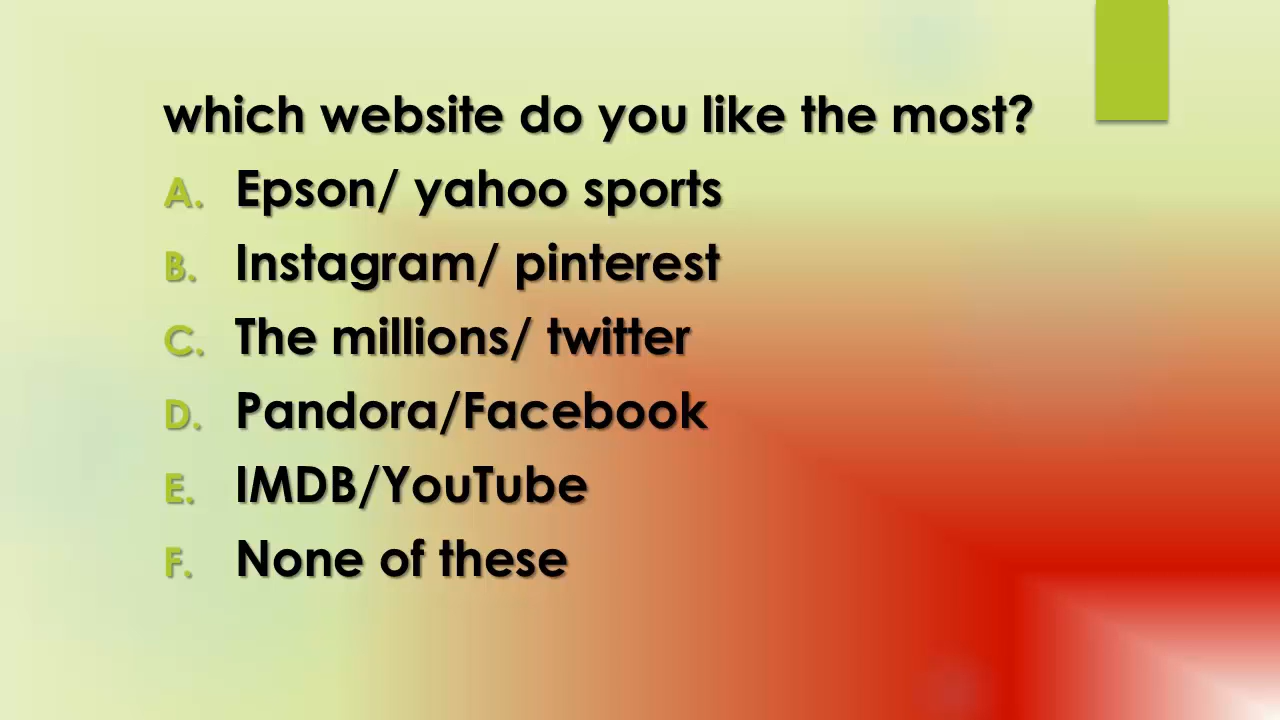 which website do you like the most?
A. Epson/ yahoo sports
B. Instagram/ pinterest
C. The millions/ twitter
D. Pandora/Facebook
E. IMDB/YouTube
F. None of these